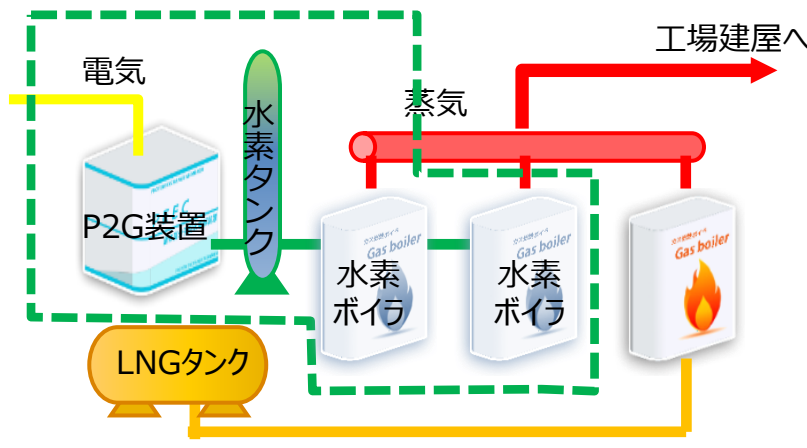 工場建屋へ
電気
蒸気
水素タンク
P2G装置
Gas boiler
水素
ボイラ
Gas boiler
水素
ボイラ
Gas boiler
LNGタンク